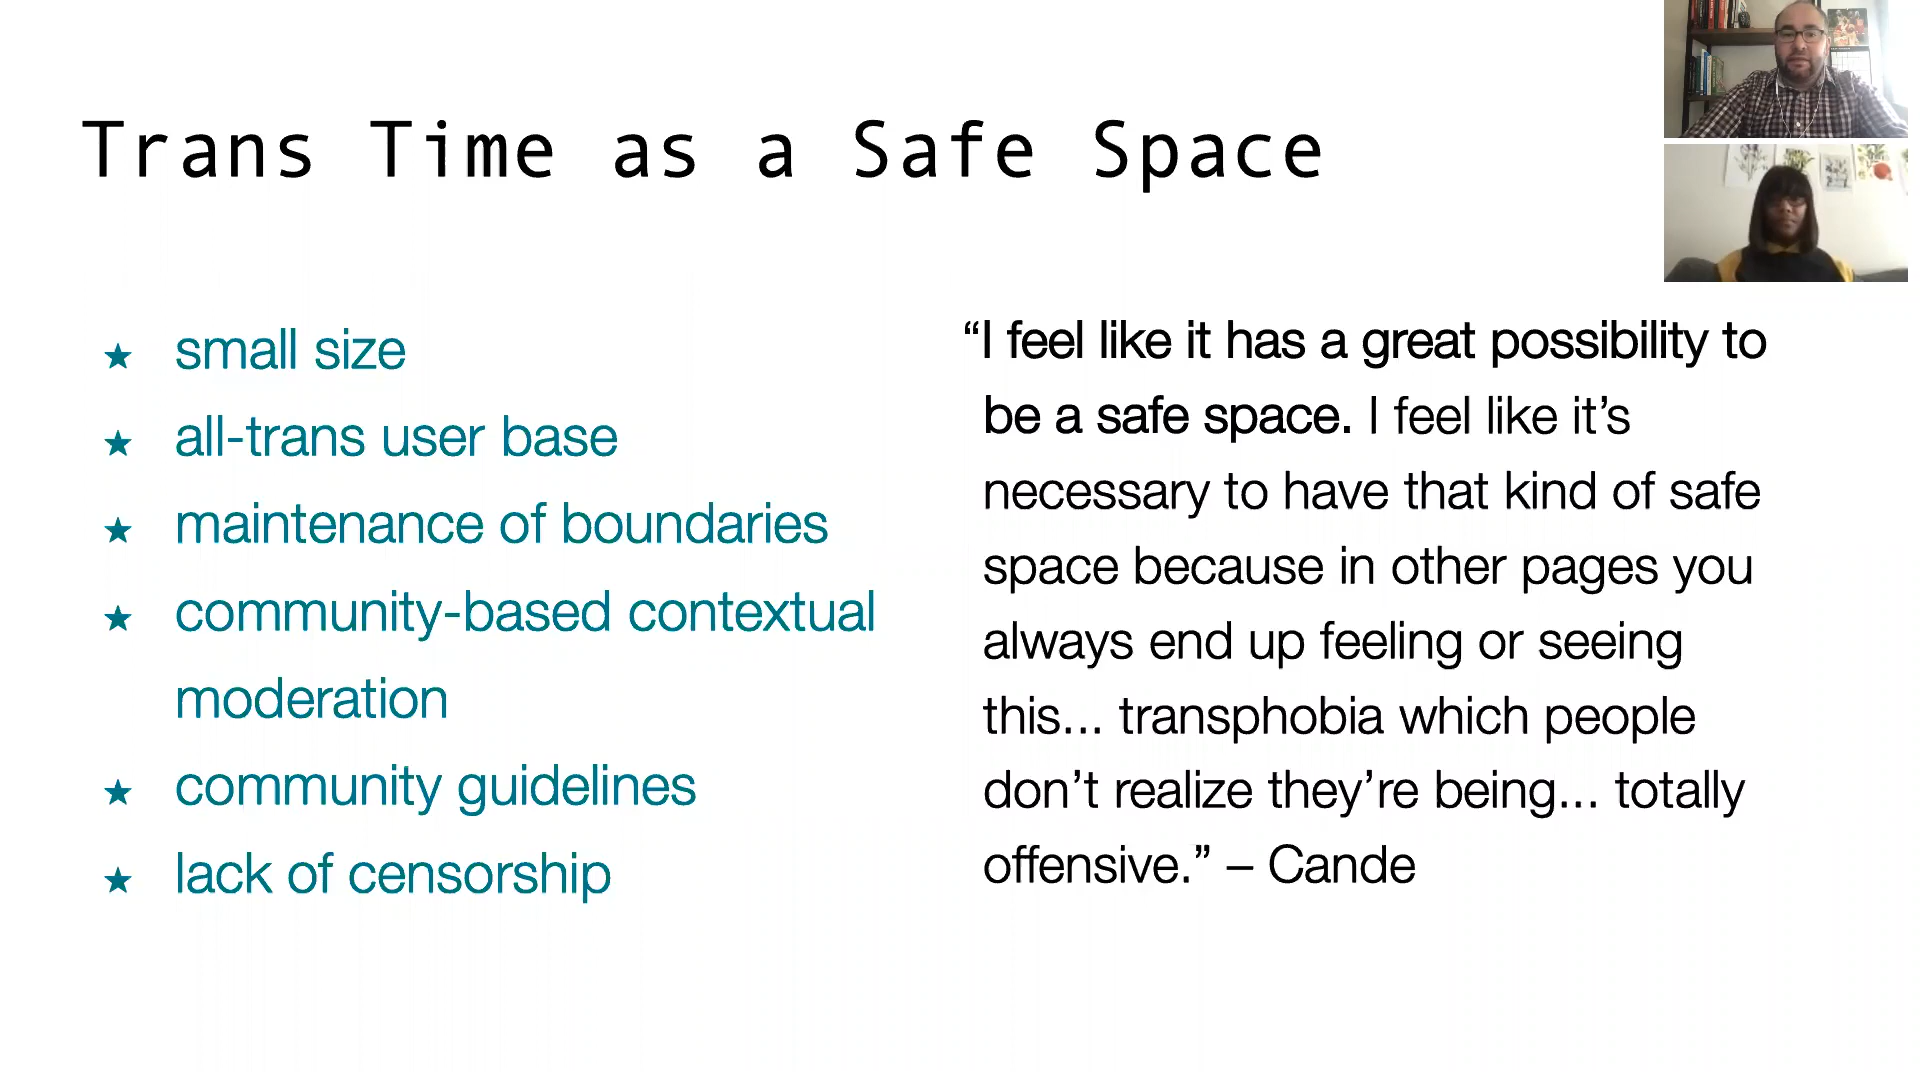 Trans Time as a Safe Space
small size
all-trans user base
maintenance of boundaries
community-based contextual
moderation
community guidelines
lack of censorship
“I feel like it has a great possibility to
be a safe space. I feel like it’s
necessary to have that kind of safe
space because in other pages you
always end up feeling or seeing
this... transphobia which people
don’t realize they’re being... totally
offensive.” – Cande